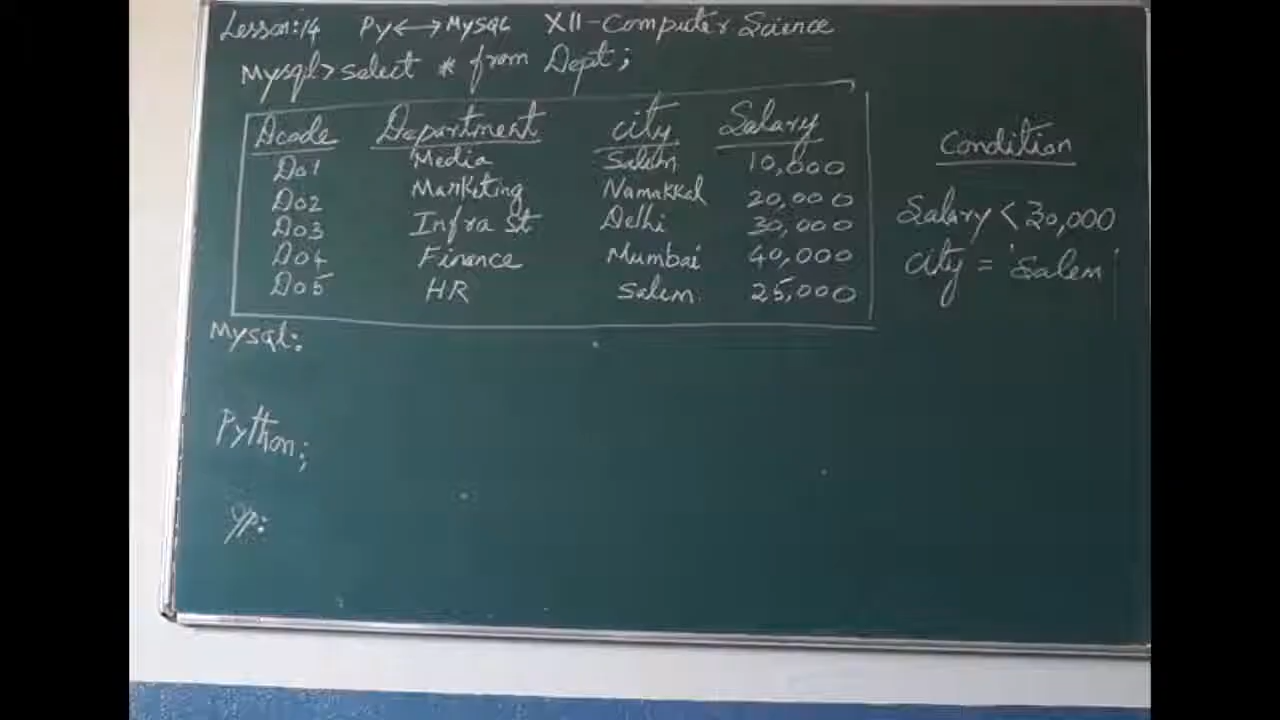 Lesson:14 Py<-->MySQL XII-Computer Science
Mysql>select * from Dept;
Dcode Department city Salary
D01 Media Salem 10,000
D02 Marketing Namakkal 20,000
D03 Infra St Delhi 30,000
D04 Finance Mumbai 40,000
D05 HR Salem 25,000
Condition
Salary < 30,000
city = 'Salem'
Mysql:
Python;